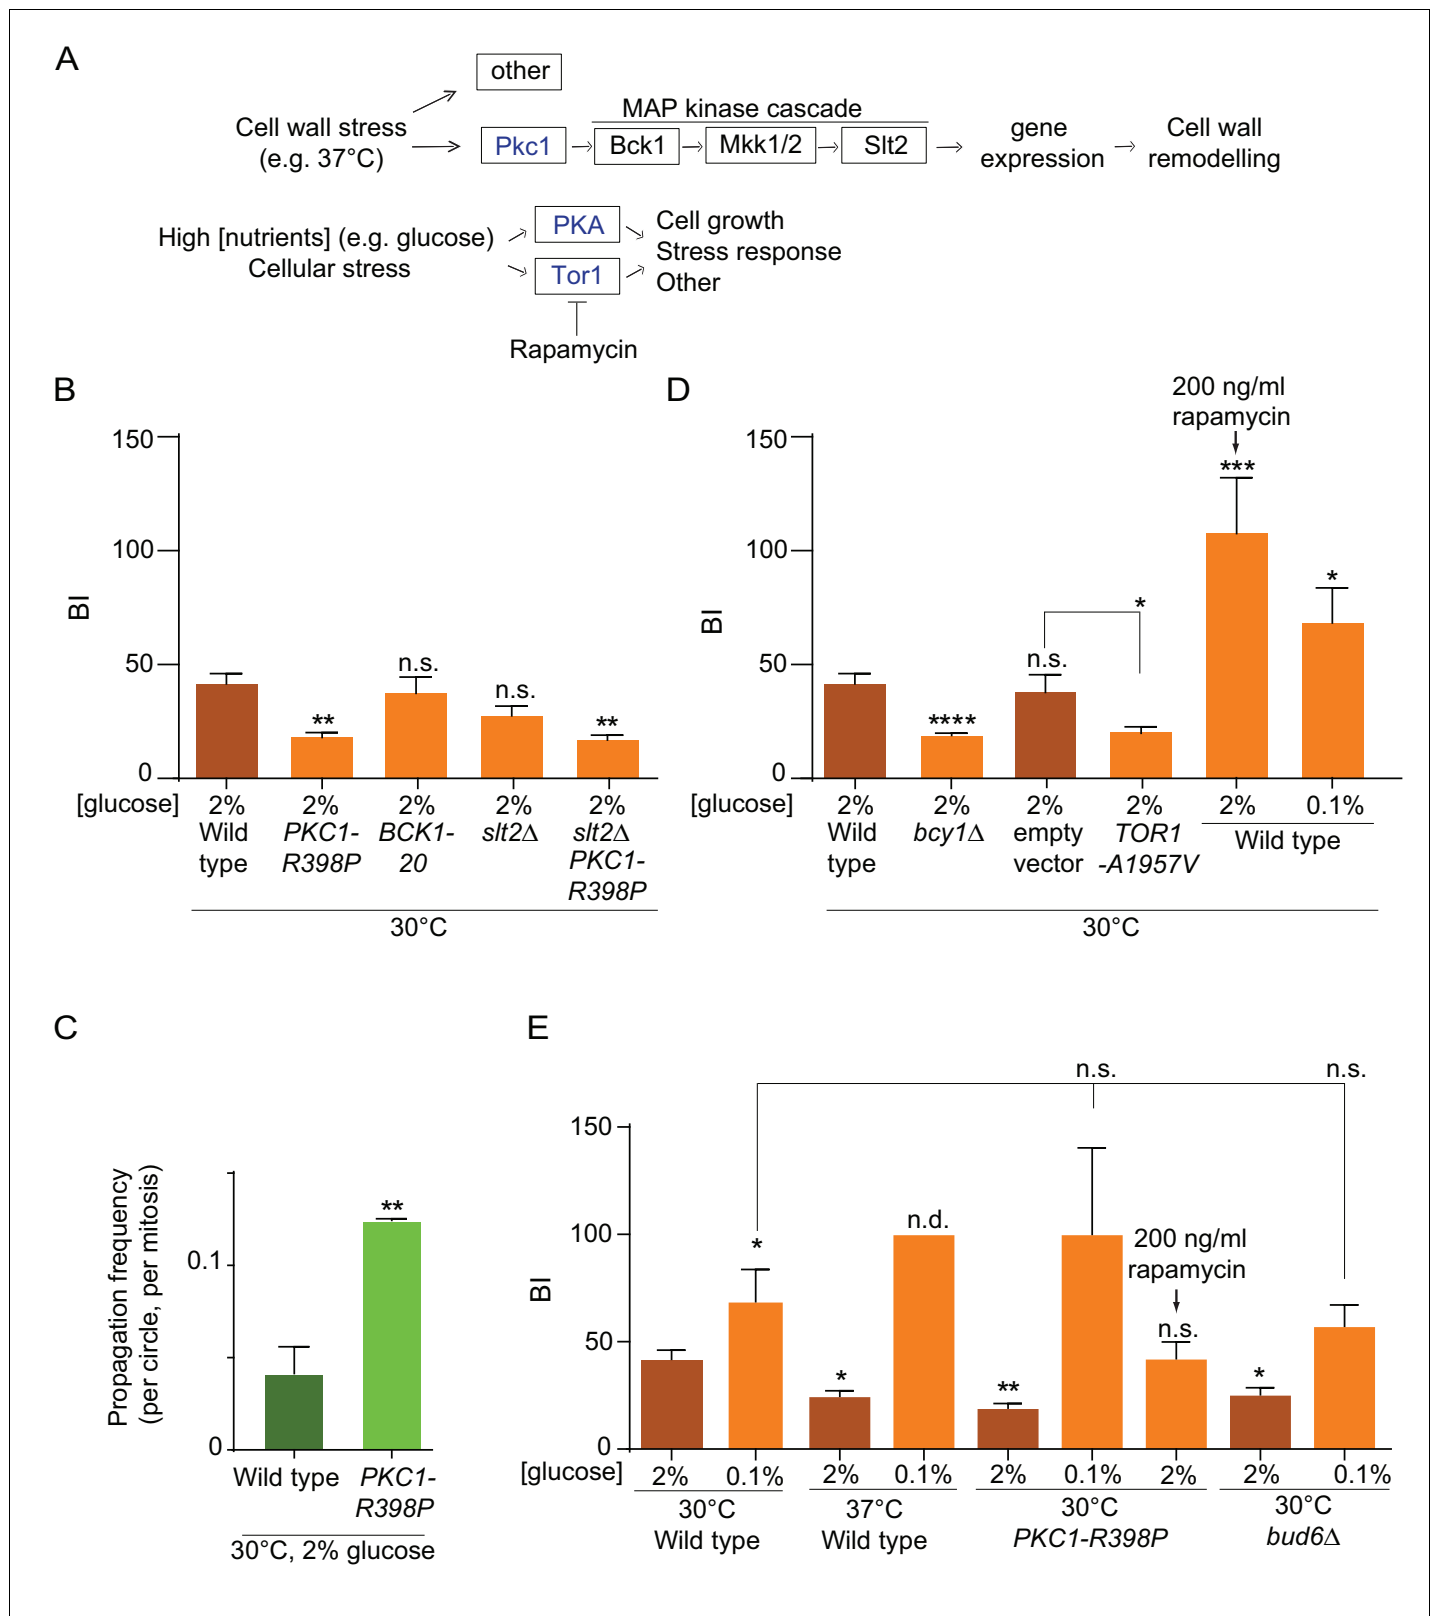 A
other
MAP kinase cascade
Cell wall stress
(e.g. 37°C)
Pkc1
Bck1
Mkk1/2
Slt2
gene
expression
Cell wall
remodelling
High [nutrients] (e.g. glucose)
Cellular stress
PKA
Tor1
Cell growth
Stress response
Other
Rapamycin
B
150
100
50
0
BI
n.s.
n.s.
**
**
[glucose] 2% 2% 2% 2% 2%
Wild
type
PKC1-
R398P
BCK1-
20
slt2Δ
slt2Δ
PKC1-
R398P
30°C
D
200 ng/ml
rapamycin
150
100
50
0
BI
****
n.s.
*
***
*
[glucose] 2% 2% 2% 2% 2% 0.1%
Wild
type
bcy1Δ
empty
vector
TOR1
-A1957V
Wild type
30°C
C
Propagation frequency
(per circle, per mitosis)
0.1
0
**
Wild type
PKC1-
R398P
30°C, 2% glucose
E
n.s.
n.s.
150
100
50
0
BI
*
*
n.d.
**
200 ng/ml
rapamycin
n.s.
*
[glucose] 2% 0.1% 2% 0.1% 2% 0.1% 2% 2% 0.1%
30°C
Wild type
37°C
Wild type
30°C
PKC1-R398P
30°C
bud6Δ